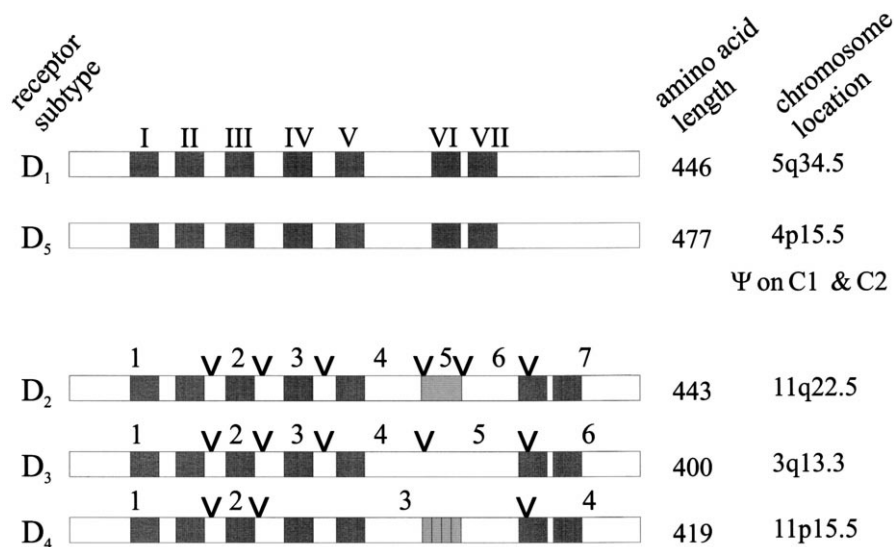 receptor
subtype
amino acid
length
chromosome
location
I II III IV V VI VII
D₁ 446 5q34.5
D₅ 477 4p15.5
Ψ on C1 & C2
1 2 3 4 5 6 7
D₂ 443 11q22.5
1 2 3 4 5 6
D₃ 400 3q13.3
1 2 3 4
D₄ 419 11p15.5